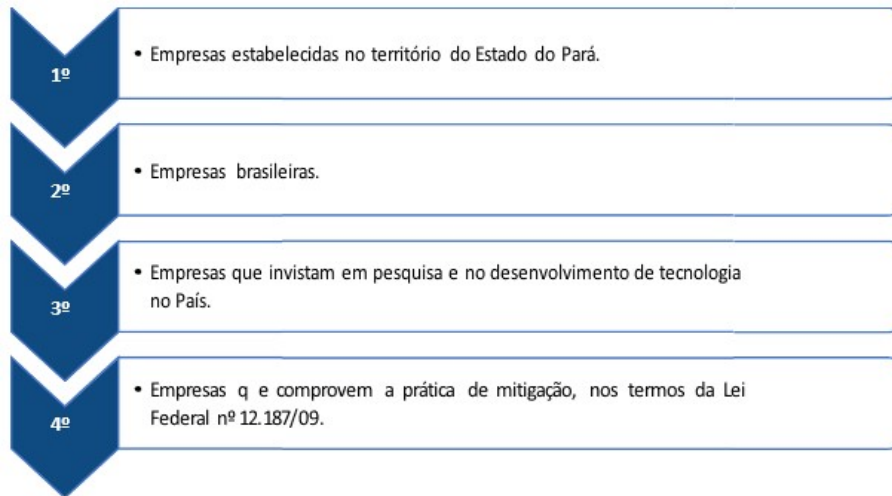 1º
• Empresas estabelecidas no território do Estado do Pará.
2º
• Empresas brasileiras.
3º
• Empresas que invistam em pesquisa e no desenvolvimento de tecnologia
no País.
4º
• Empresas q e comprovem a prática de mitigação, nos termos da Lei
Federal nº 12.187/09.